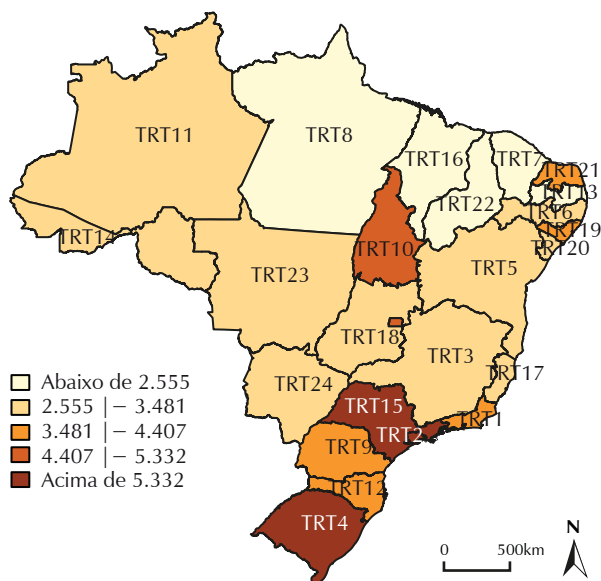 TRT11
TRT8
TRT16
TRT7
TRT21
TRT13
TRT22
TRT6
TRT19
TRT20
TRT14
TRT10
TRT5
TRT23
TRT18
TRT3
TRT17
TRT24
TRT15
TRT1
TRT2
TRT9
TRT12
TRT4
Abaixo de 2.555
2.555 |− 3.481
3.481 |− 4.407
4.407 |− 5.332
Acima de 5.332
N
0 500km